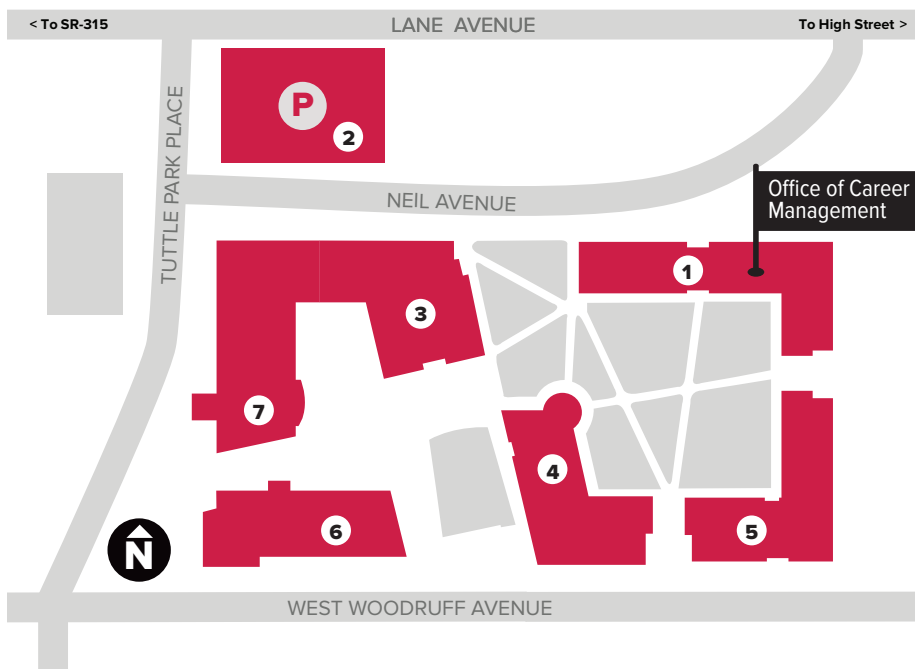 < To SR-315
LANE  AVENUE
To High Street >
P
2
TUTTLE PARK PLACE
NEIL AVENUE
Office of Career
Management
1
3
7
4
6
5
N
WEST WOODRUFF AVENUE